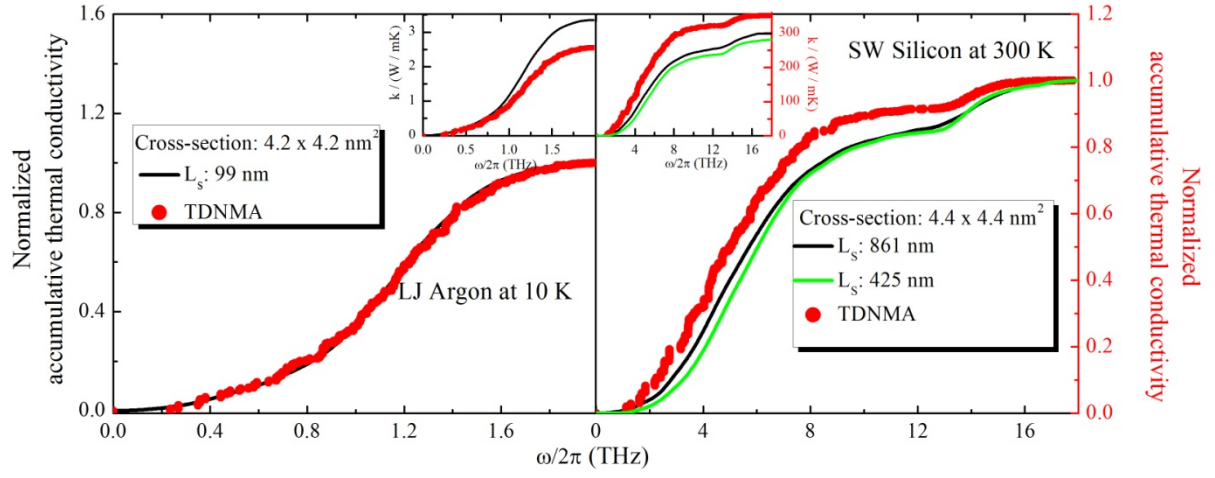 Normalized
accumulative thermal conductivity
1.6
1.2
0.8
0.4
0.0
0.0
0.4
0.8
1.2
1.6
Cross-section: 4.2 x 4.2 nm²
Lₛ: 99 nm
TDNMA
LJ Argon at 10 K
k / (W / mK)
3
2
1
0
0.0
0.5
1.0
1.5
ω/2π (THz)
k / (W / mK)
300
200
100
0
0
4
8
12
16
ω/2π (THz)
SW Silicon at 300 K
Cross-section: 4.4 x 4.4 nm²
Lₛ: 861 nm
Lₛ: 425 nm
TDNMA
0
4
8
12
16
1.2
1.0
0.8
0.6
0.4
0.2
0.0
Normalized
accumulative thermal conductivity
ω/2π (THz)